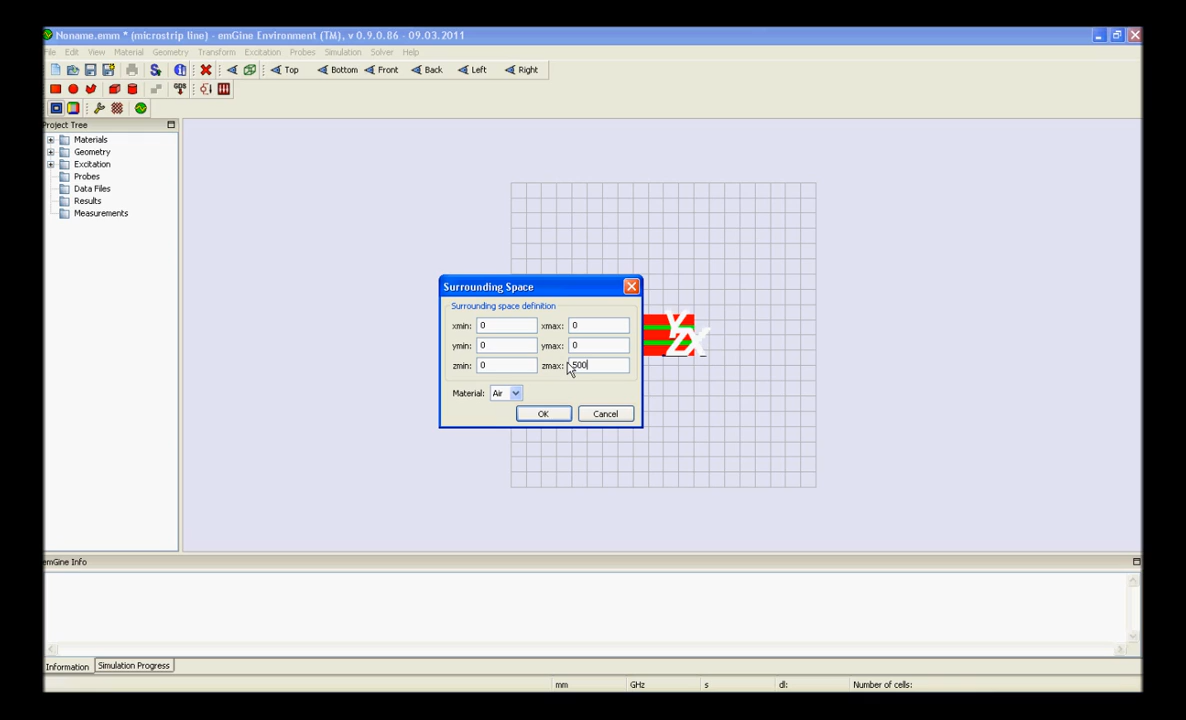 Noname.emm * (microstrip line) - emGine Environment (TM), v 0.9.0.86 - 09.03.2011
File Edit View Material Geometry Transform Excitation Probes Simulation Solver Help
Top Bottom Front Back Left Right
GDS
Project Tree
Materials
Geometry
Excitation
Probes
Data Files
Results
Measurements
Surrounding Space
Surrounding space definition
xmin: 0 xmax: 0
ymin: 0 ymax: 0
zmin: 0 zmax: 500
Material: Air
OK Cancel
Y
Z X
emGine Info
Information Simulation Progress
mm GHz s dl: Number of cells: